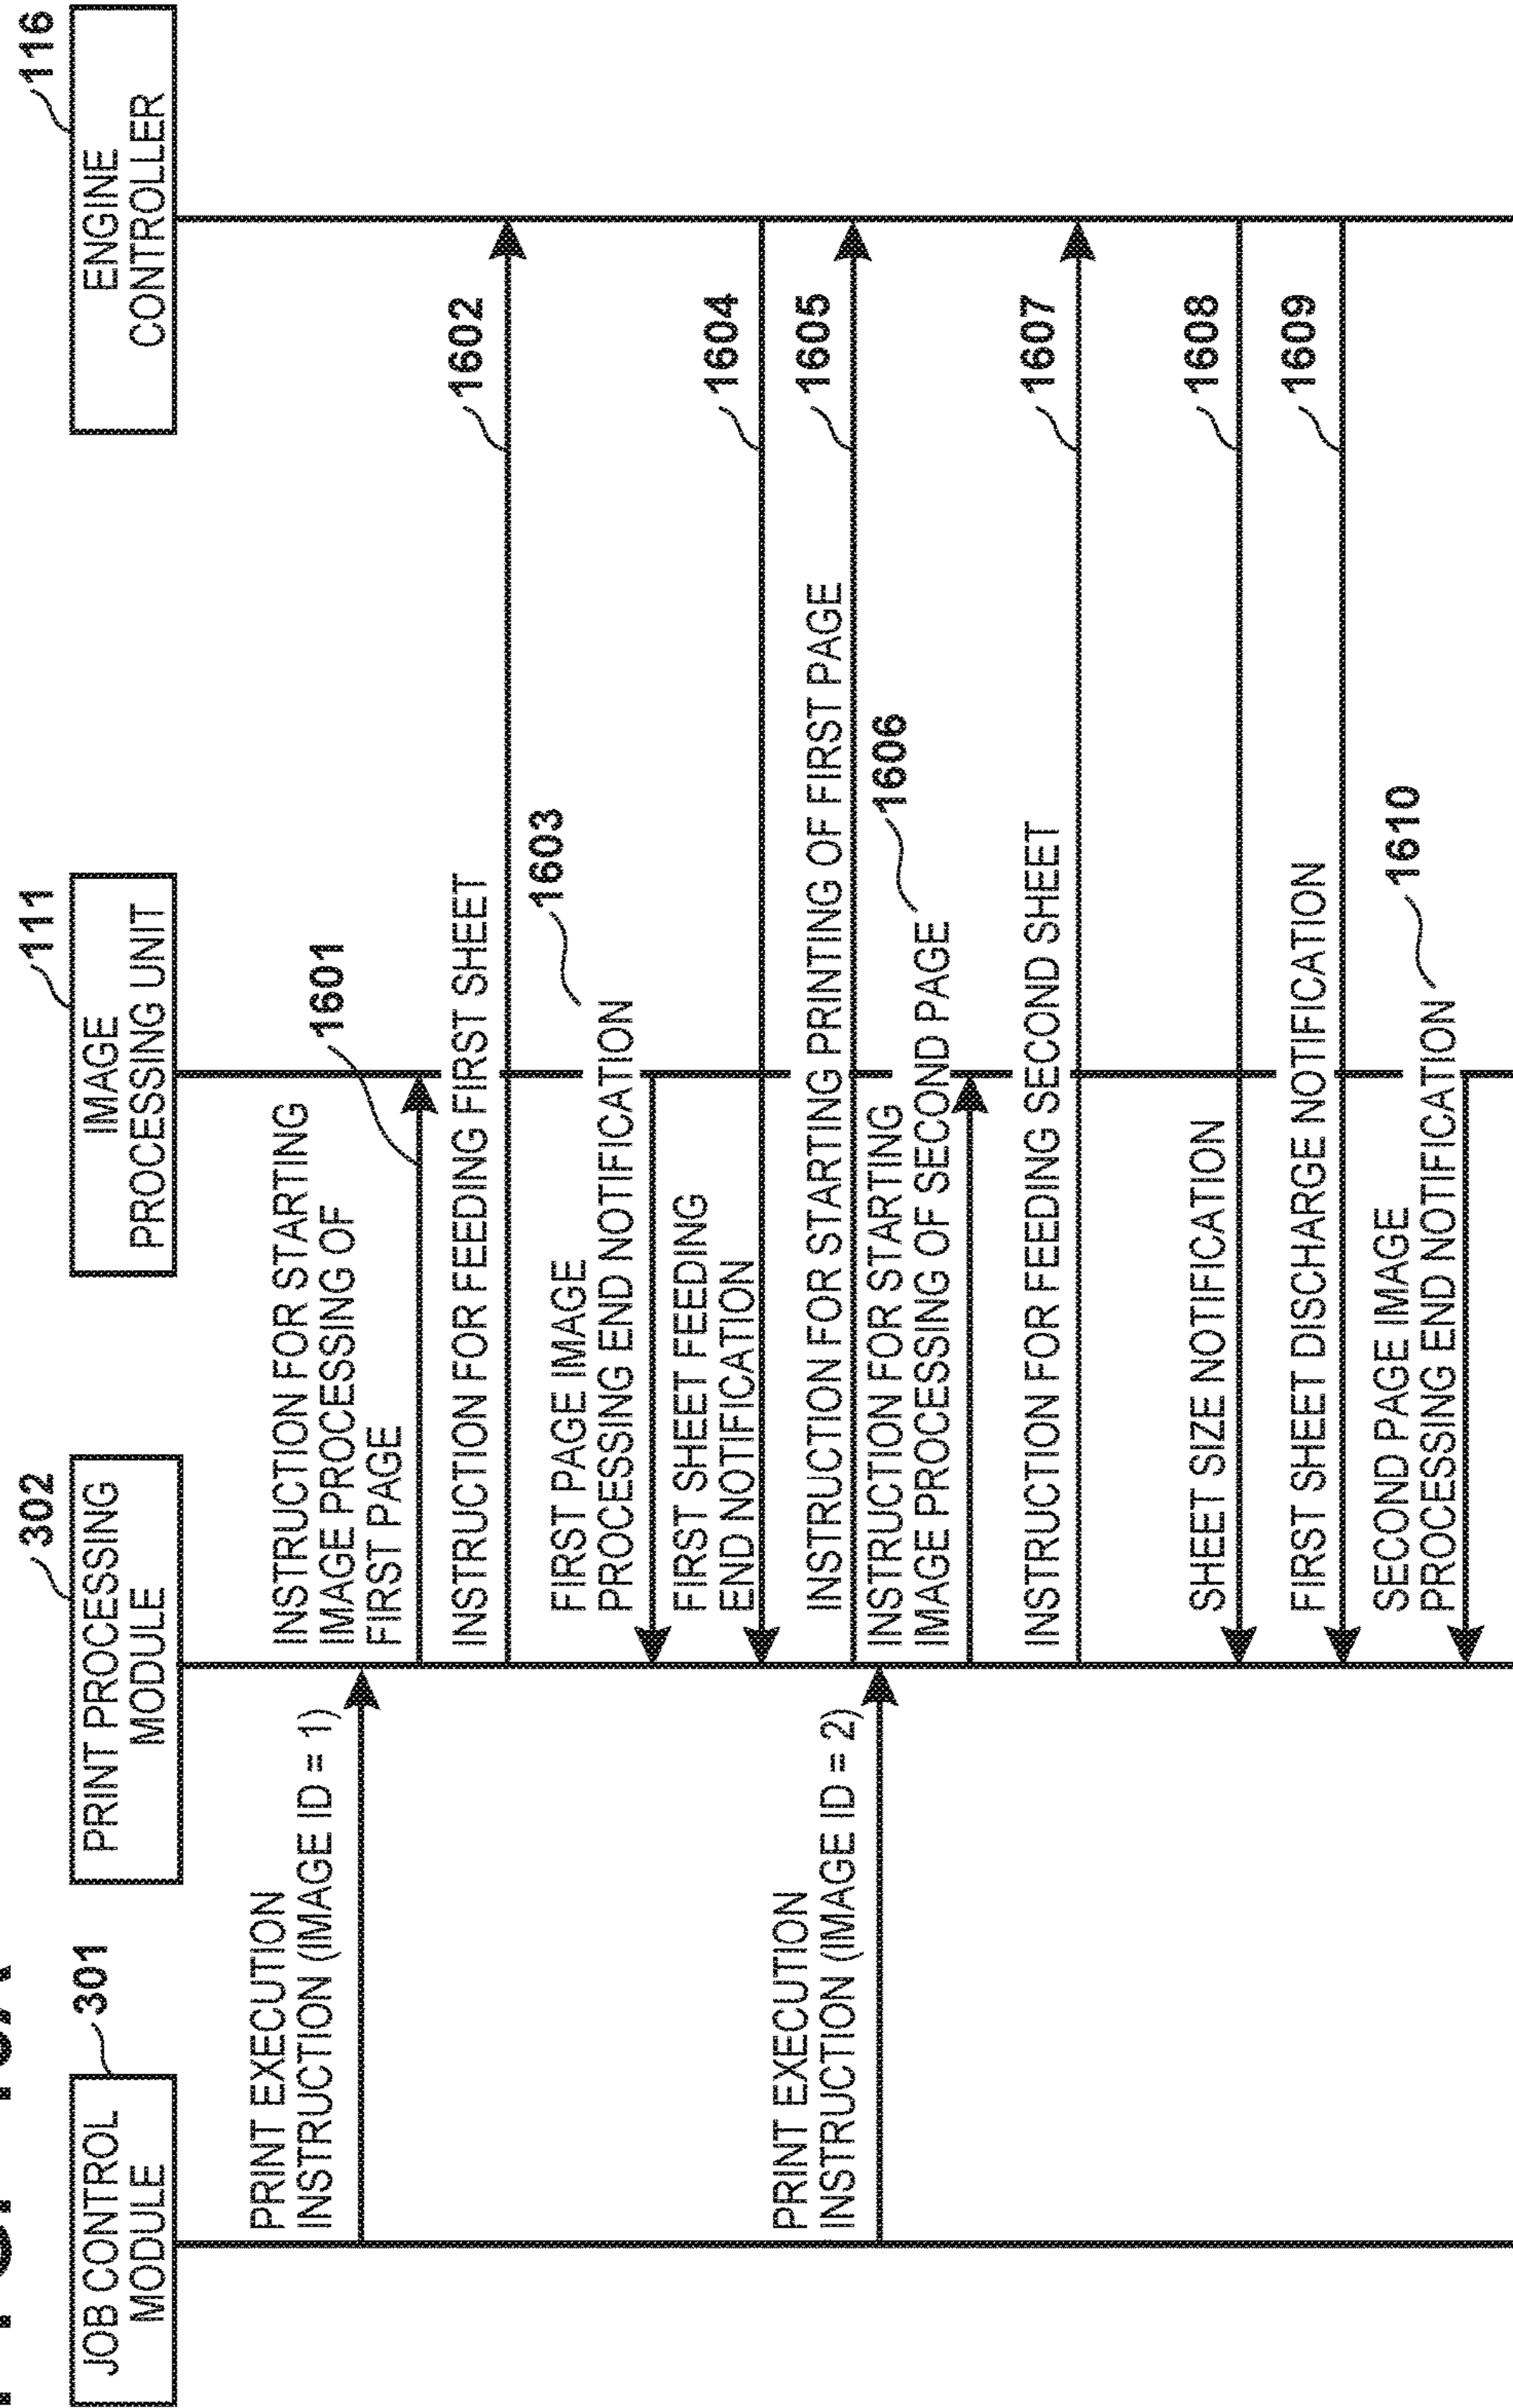 JOB CONTROL
MODULE
301
PRINT PROCESSING
MODULE
302
IMAGE
PROCESSING UNIT
111
ENGINE
CONTROLLER
116
PRINT EXECUTION
INSTRUCTION (IMAGE ID = 1)
INSTRUCTION FOR STARTING
IMAGE PROCESSING OF
FIRST PAGE
1601
INSTRUCTION FOR FEEDING FIRST SHEET
1602
FIRST PAGE IMAGE
PROCESSING END NOTIFICATION
1603
FIRST SHEET FEEDING
END NOTIFICATION
1604
INSTRUCTION FOR STARTING PRINTING OF FIRST PAGE
1605
PRINT EXECUTION
INSTRUCTION (IMAGE ID = 2)
INSTRUCTION FOR STARTING
IMAGE PROCESSING OF SECOND PAGE
1606
INSTRUCTION FOR FEEDING SECOND SHEET
1607
SHEET SIZE NOTIFICATION
1608
FIRST SHEET DISCHARGE NOTIFICATION
1609
SECOND PAGE IMAGE
PROCESSING END NOTIFICATION
1610